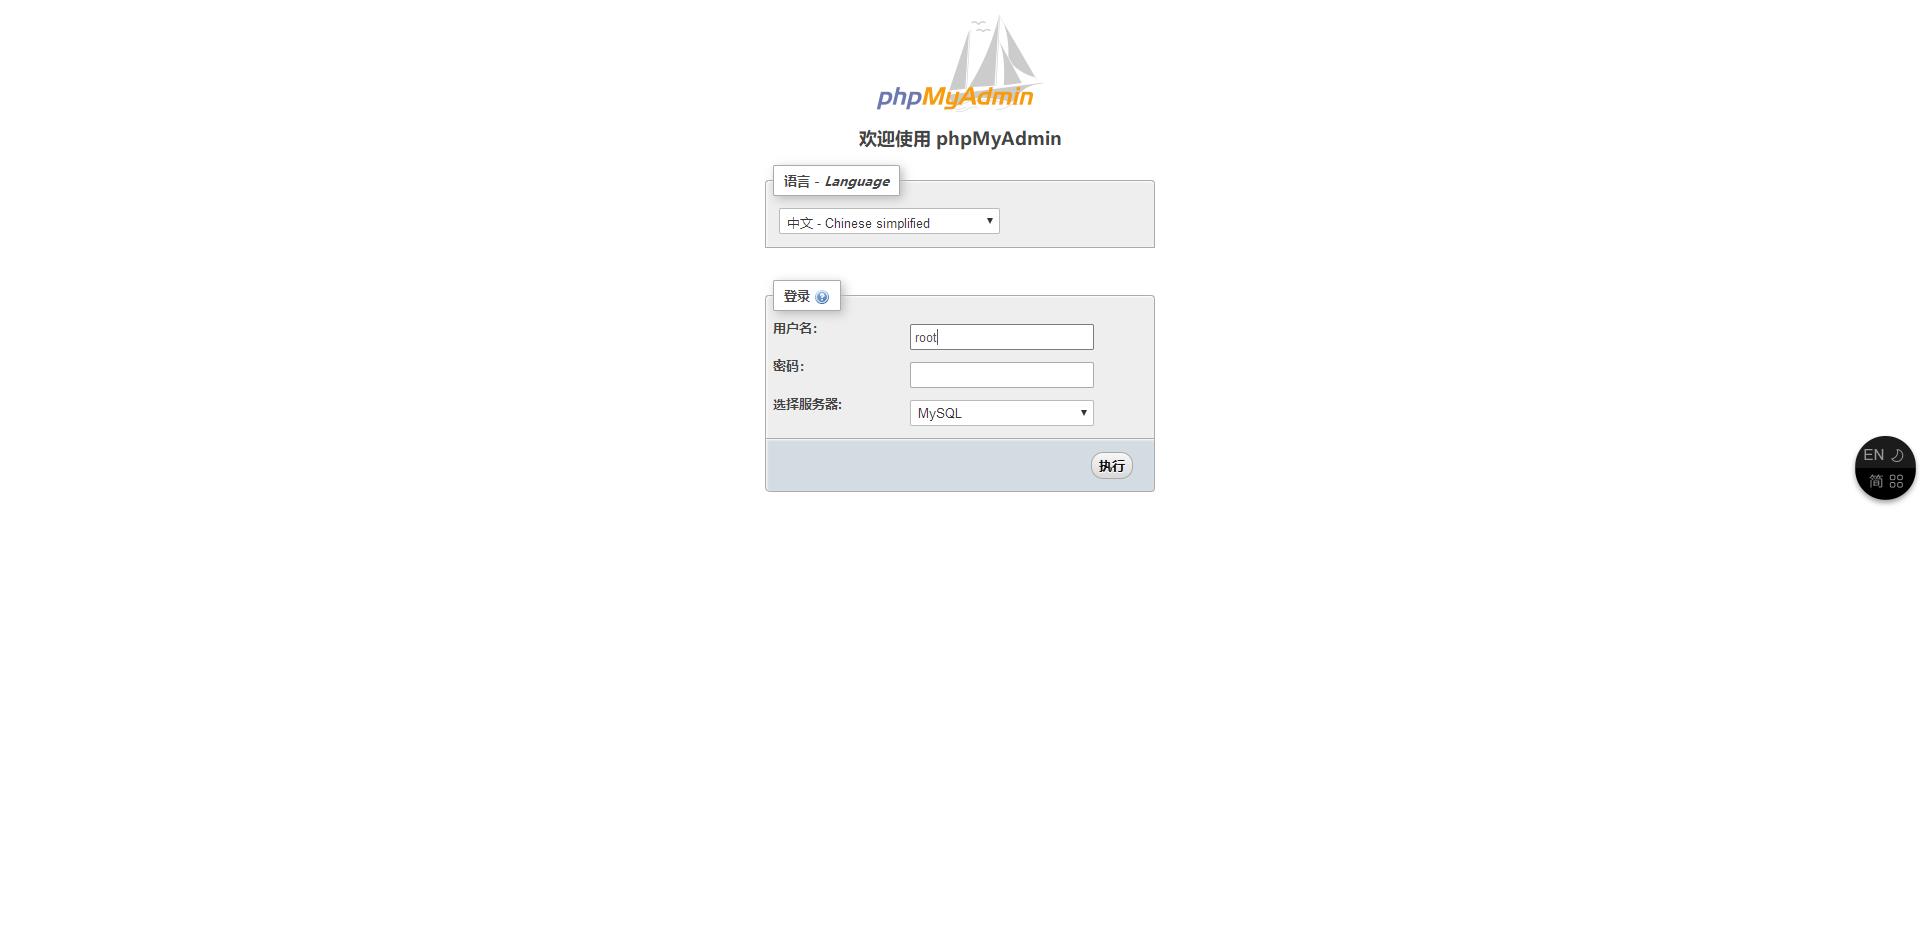 phpMyAdmin
欢迎使用 phpMyAdmin
语言 - Language
中文 - Chinese simplified
登录
用户名：
root
密码：
选择服务器:
MySQL
执行
EN
简